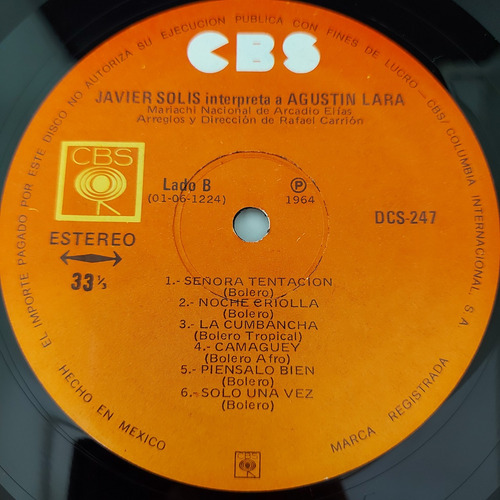 EL IMPORTE PAGADO POR ESTE DISCO NO AUTORIZA SU EJECUCION PUBLICA CON FINES DE LUCRO - CBS/COLUMBIA INTERNACIONAL, S A
CBS
JAVIER SOLIS interpreta a AGUSTIN LARA
Mariachi Nacional de Arcadio Elías
Arreglos y Dirección de Rafael Carrión
CBS
Lado B
(01-06-1224)
P
1964
DCS-247
ESTEREO
33 1/3
1.- SEÑORA TENTACION
(Bolero)
2.- NOCHE CRIOLLA
(Bolero)
3.- LA CUMBANCHA
(Bolero Tropical)
4.- CAMAGUEY
(Bolero Afro)
5.- PIENSALO BIEN
(Bolero)
6.- SOLO UNA VEZ
(Bolero)
HECHO EN MEXICO
CBS
MARCA REGISTRADA